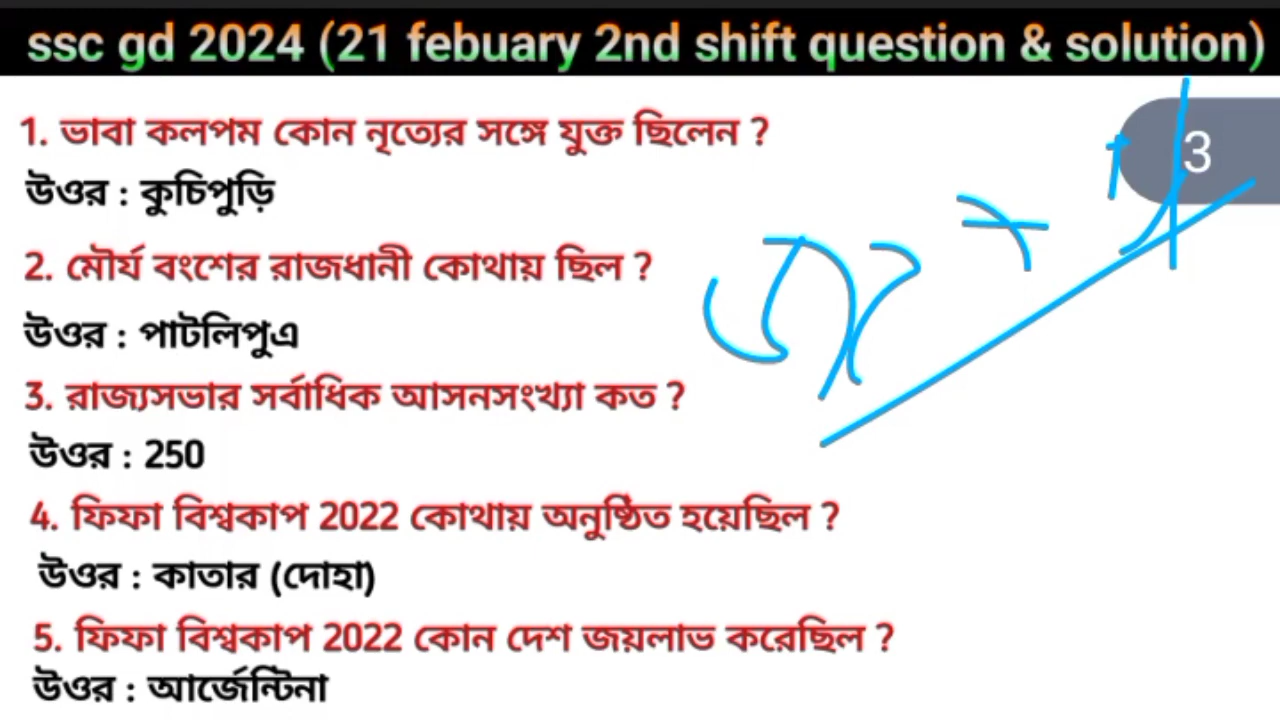 ssc gd 2024 (21 febuary 2nd shift question & solution)
3
1. ভাবা কলপম কোন নৃত্যের সঙ্গে যুক্ত ছিলেন ?
উওর : কুচিপুড়ি
2. মৌর্য বংশের রাজধানী কোথায় ছিল ?
উওর : পাটলিপুএ
3. রাজ্যসভার সর্বাধিক আসনসংখ্যা কত ?
উওর : 250
4. ফিফা বিশ্বকাপ 2022 কোথায় অনুষ্ঠিত হয়েছিল ?
উওর : কাতার (দোহা)
5. ফিফা বিশ্বকাপ 2022 কোন দেশ জয়লাভ করেছিল ?
উওর : আর্জেন্টিনা